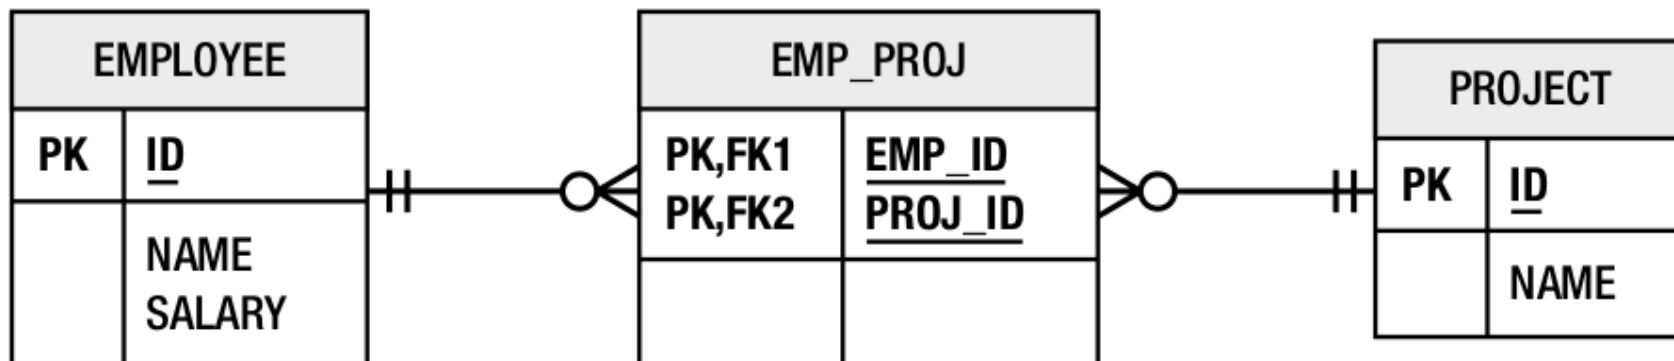 EMPLOYEE
PK ID
NAME
SALARY
EMP_PROJ
PK,FK1 EMP_ID
PK,FK2 PROJ_ID
PROJECT
PK ID
NAME